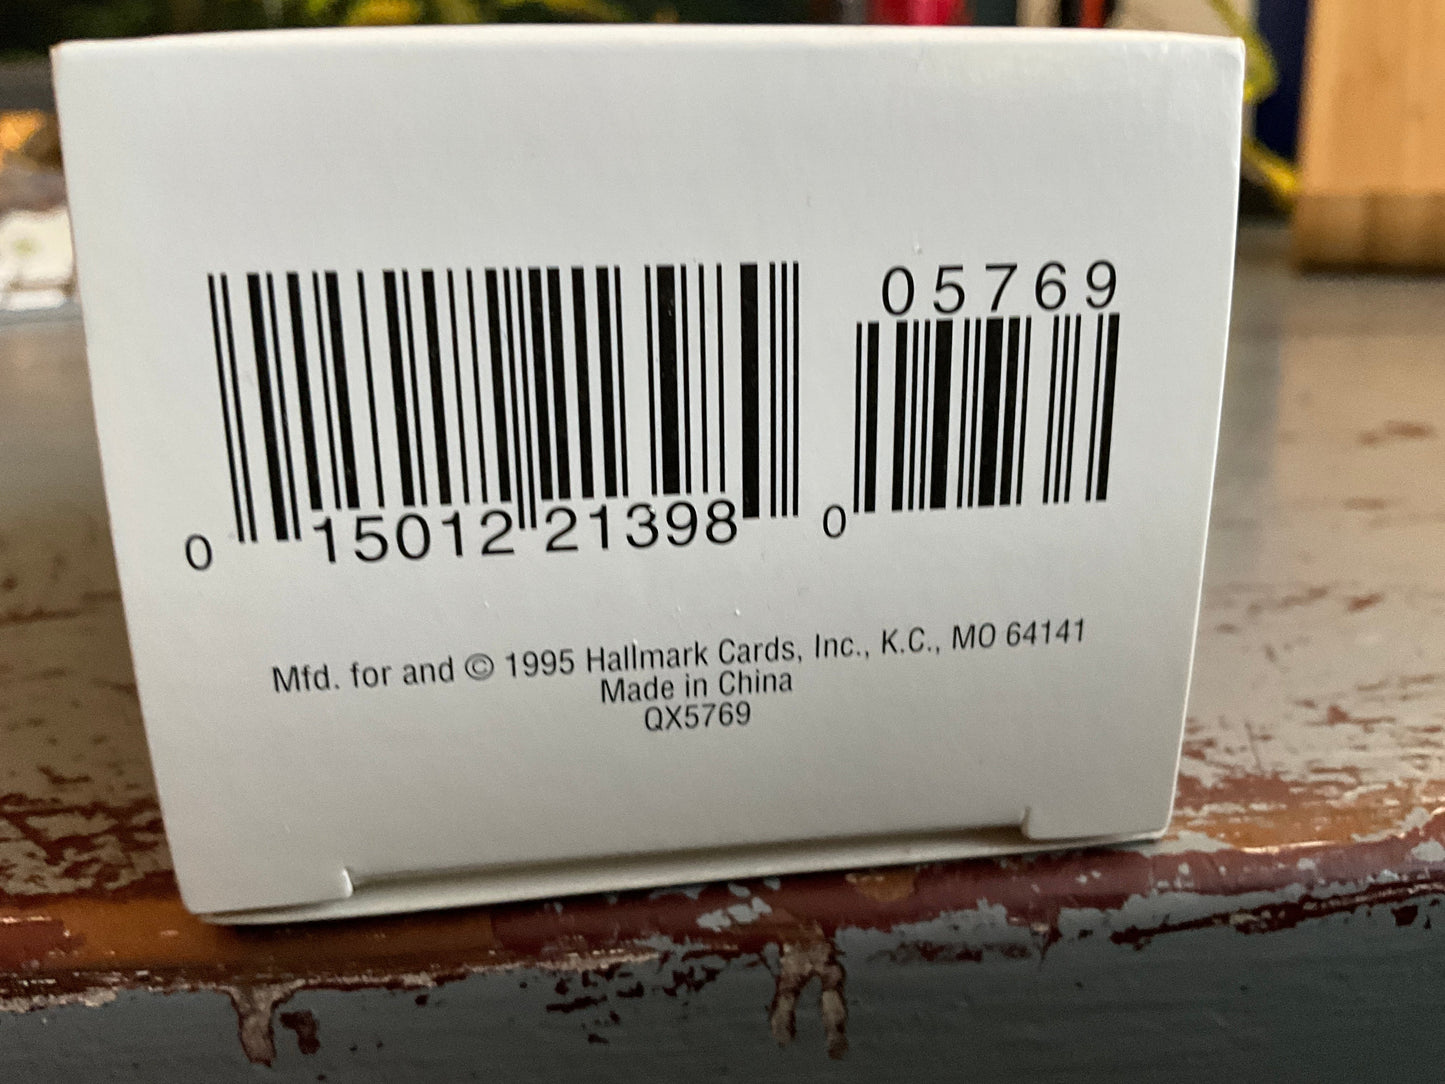 05769
0 15012 21398 0
Mfd. for and © 1995 Hallmark Cards, Inc., K.C., MO 64141
Made in China
QX5769